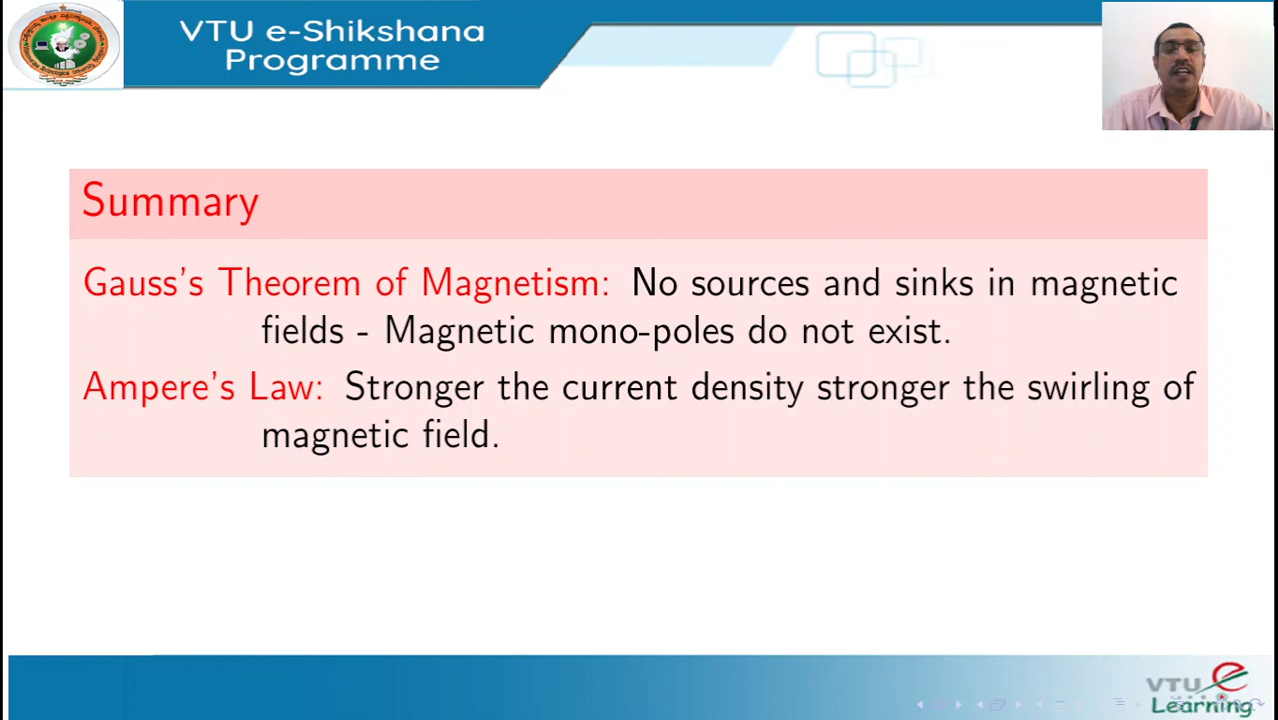 VTU e-Shikshana
Programme
Summary
Gauss's Theorem of Magnetism: No sources and sinks in magnetic
fields - Magnetic mono-poles do not exist.
Ampere's Law: Stronger the current density stronger the swirling of
magnetic field.
VTU e
Learning